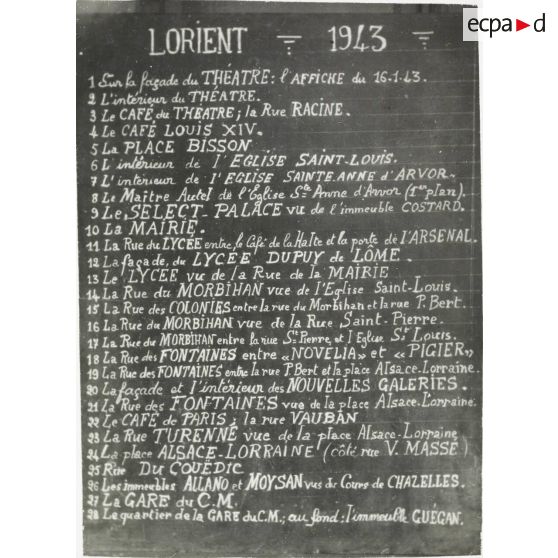 ecpa d
LORIENT = 1943 =
1 Sur la façade du THÉATRE: l'AFFICHE du 16.1.43.
2 L'intérieur du THÉATRE.
3 Le CAFÉ du THEATRE; la Rue RACINE.
4 Le CAFÉ LOUIS XIV.
5 La PLACE BISSON
6 L'intérieur de l'EGLISE SAINT-LOUIS.
7 L'intérieur de l'EGLISE SAINTE ANNE D'ARVOR.
8 Le Maître Autel de l'Eglise Ste Anne d'Arvor (1er plan).
9 Le SELECT-PALACE vu de l'immeuble COSTARD.
10 La MAIRIE.
11 La Rue du LYCÉE entre le Café de la Halte et la porte de l'ARSENAL.
12 La façade du LYCEE DUPUY de LÔME.
13 Le LYCEE vu de la Rue de la MAIRIE
14 La Rue du MORBIHAN vue de l'Eglise Saint-Louis.
15 La Rue des COLONIES entre la rue du Morbihan et la rue P. Bert.
16 La Rue du MORBIHAN vue de la Rue Saint-Pierre.
17 La Rue du MORBIHAN entre la rue St Pierre, et l'Eglise St Louis.
18 La Rue des FONTAINES entre «NOVELIA» et «PIGIER»
19 La Rue des FONTAINES entre la rue P. Bert et la place Alsace-Lorraine.
20 La façade et l'intérieur des NOUVELLES GALERIES.
21 La Rue des FONTAINES vue de la place Alsace-Lorraine.
22 Le CAFÉ de PARIS; la rue VAUBAN
23 La Rue TURENNE vue de la place Alsace-Lorraine
24 La place ALSACE-LORRAINE (côté rue V. MASSÉ)
25 Rue DU COUËDIC
26 Les immeubles ALLANO et MOYSAN vus du Cours de CHAZELLES.
27 La GARE du C.M.
28 Le quartier de la GARE du C.M.; au fond: l'immeuble GUÉGAN.